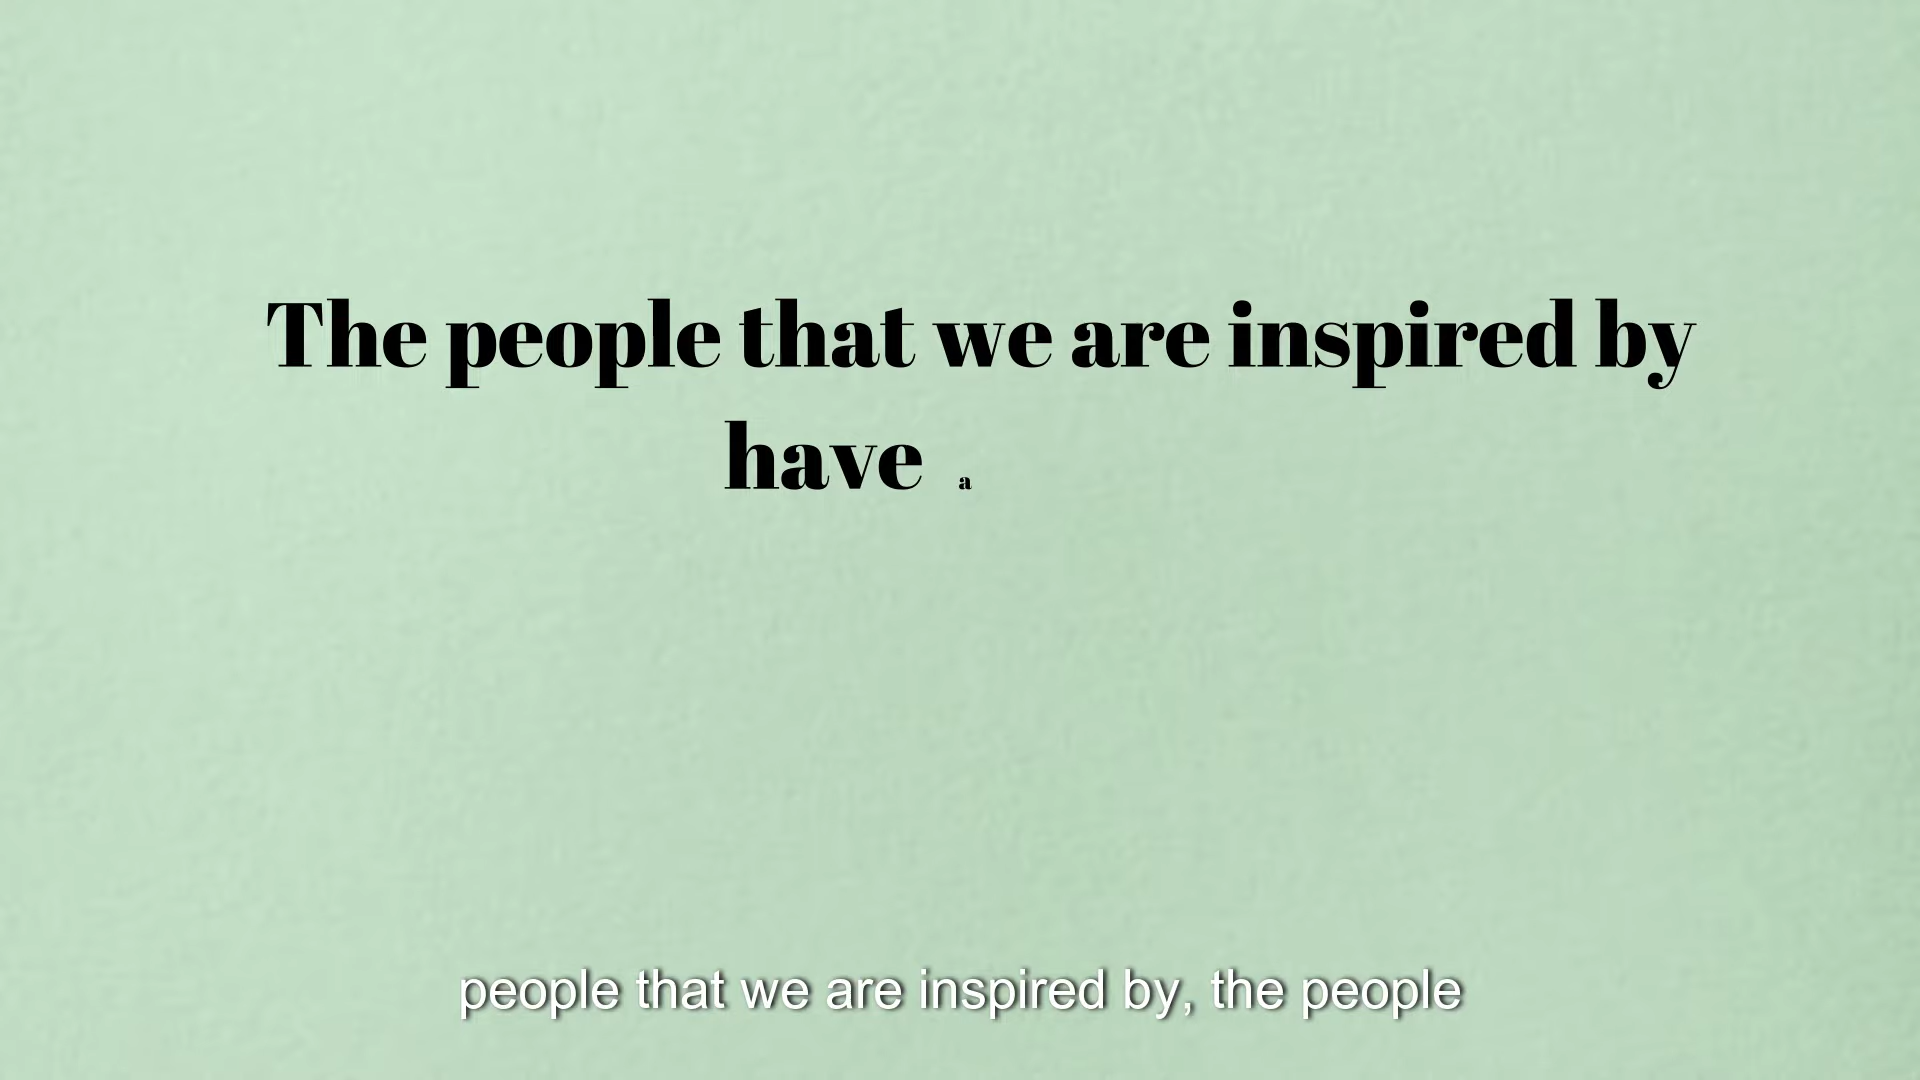 The people that we are inspired by
have a
people that we are inspired by, the people